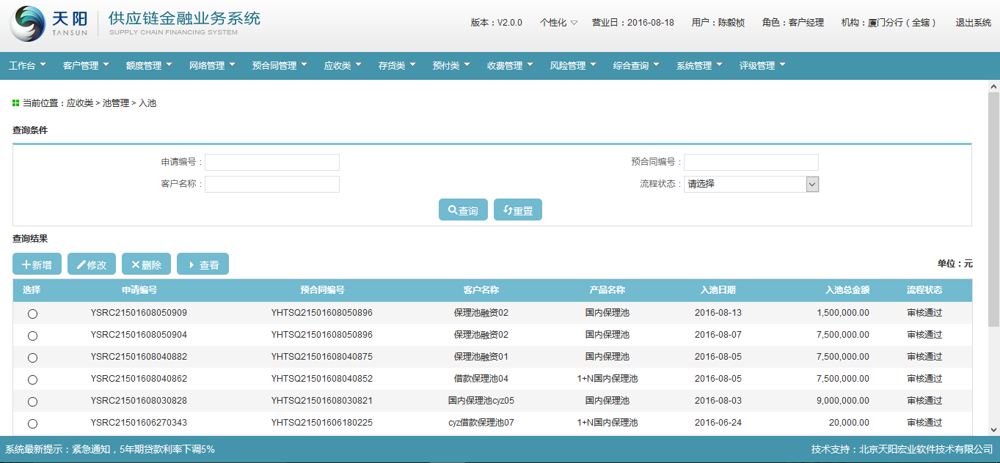 天阳 供应链金融业务系统
TANSUN SUPPLY CHAIN FINANCING SYSTEM
版本：V2.0.0 个性化 营业日：2016-08-18 用户：陈毅桢 角色：客户经理 机构：厦门分行（全辖） 退出系统
工作台 客户管理 额度管理 网络管理 预合同管理 应收类 存货类 预付类 收费管理 风险管理 综合查询 系统管理 评级管理
当前位置：应收类 > 池管理 > 入池
查询条件
申请编号： 预合同编号：
客户名称： 流程状态： 请选择
查询 重置
查询结果
新增 修改 删除 查看 单位：元
选择 申请编号 预合同编号 客户名称 产品名称 入池日期 入池总金额 流程状态
YSRC21501608050909 YHTSQ21501608050896 保理池融资02 国内保理池 2016-08-13 1,500,000.00 审核通过
YSRC21501608050904 YHTSQ21501608050896 保理池融资02 国内保理池 2016-08-07 7,500,000.00 审核通过
YSRC21501608040882 YHTSQ21501608040875 保理池融资01 国内保理池 2016-08-05 7,500,000.00 审核通过
YSRC21501608040862 YHTSQ21501608040852 借款保理池04 1+N国内保理池 2016-08-05 7,500,000.00 审核通过
YSRC21501608030828 YHTSQ21501608030821 国内保理池cyz05 国内保理池 2016-08-03 9,000,000.00 审核通过
YSRC21501606270343 YHTSQ21501606180225 cyz借款保理池07 1+N国内保理池 2016-06-24 20,000.00 审核通过
系统最新提示：紧急通知，5年期贷款利率下调5% 技术支持：北京天阳宏业软件技术有限公司